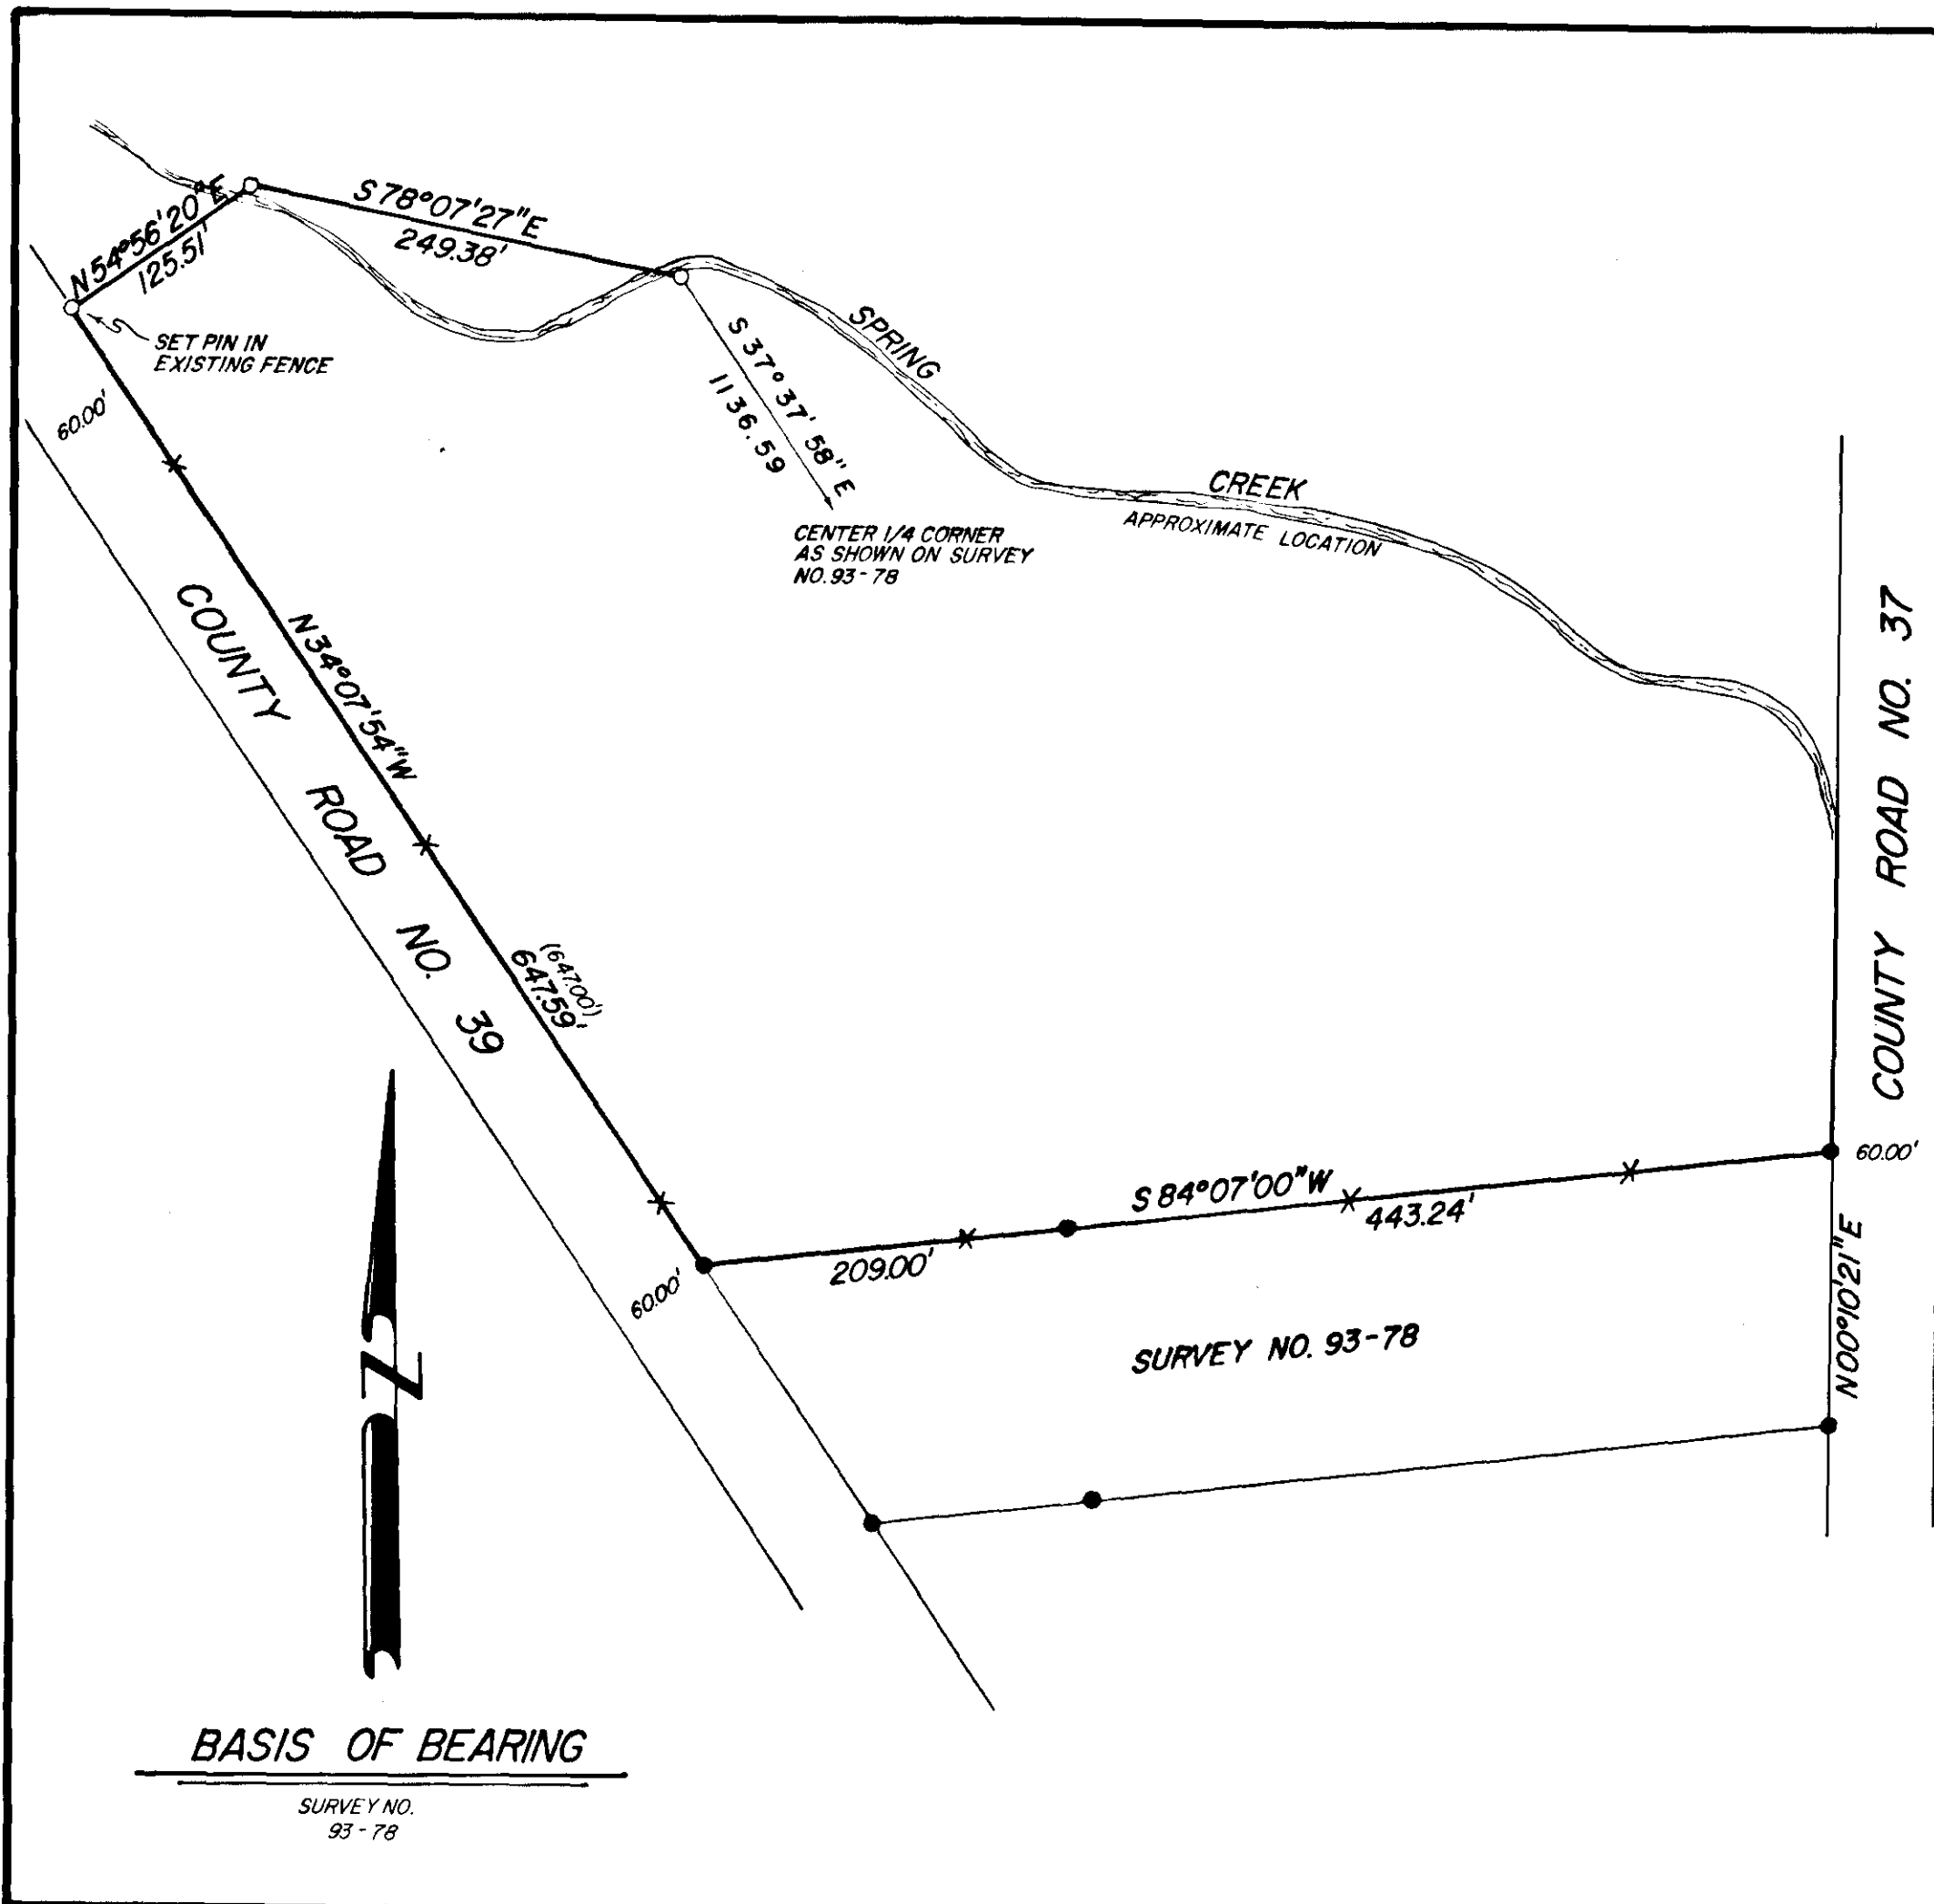 N54°56'20"E
125.51'
S78°07'27"E
249.38'
SET PIN IN
EXISTING FENCE
60.00'
S37°37'58"E
1136.59
CENTER 1/4 CORNER
AS SHOWN ON SURVEY
NO. 93-78
SPRING
CREEK
APPROXIMATE LOCATION
COUNTY ROAD NO. 37
COUNTY ROAD NO. 39
N34°07'54"W
(647.00')
647.59'
60.00'
S84°07'00"W
443.24'
209.00'
60.00'
N00°10'21"E
SURVEY NO. 93-78
N
BASIS OF BEARING
SURVEY NO.
93-78